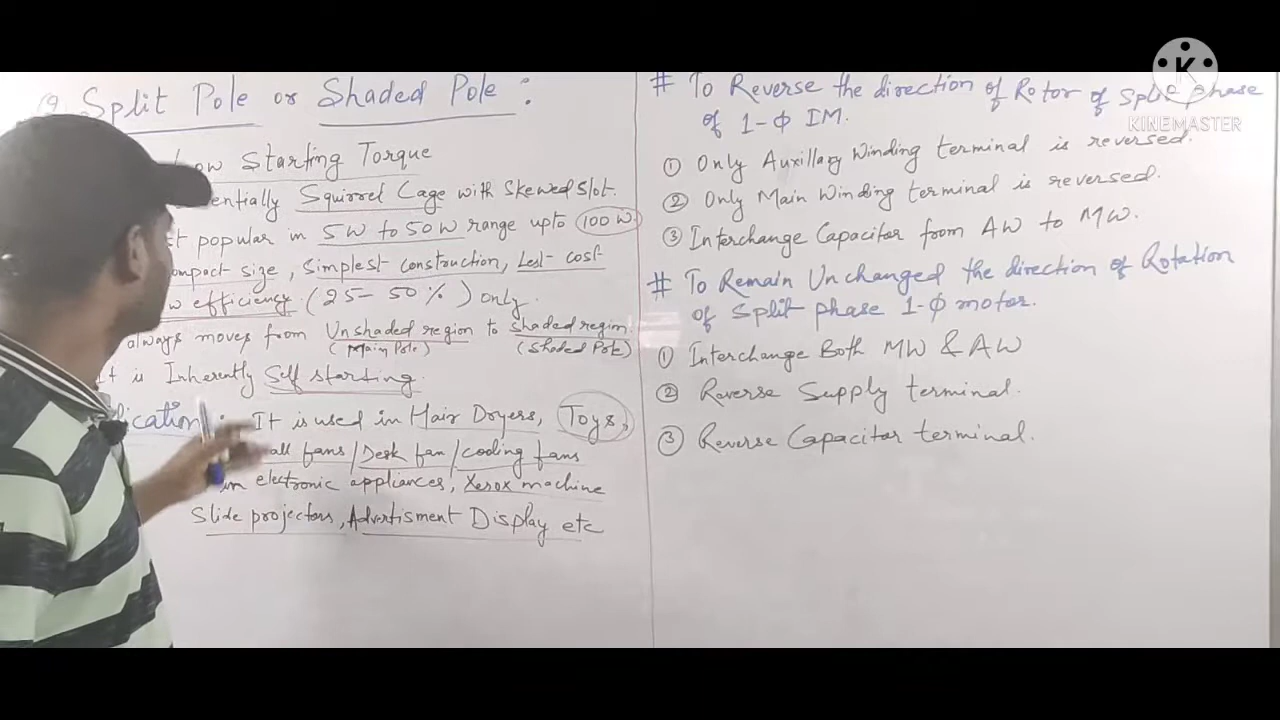 Split Pole or Shaded Pole :
Low Starting Torque
entially Squirrel Cage with Skewed Slot.
st popular in 5W to 50W range upto 100 W
ompact size, Simplest construction, Lest- cost
w efficiency (25 - 50 %) only.
always moves from Unshaded region to shaded region.
(Main Pole) (Shaded Pole)
It is Inherently Self starting.
lication : It is used in Hair Dryers, Toys,
all fans / Desk fan / cooling fans
in electronic appliances, Xerox machine
Slide projectors, Advertisment Display etc
# To Reverse the direction of Rotor of Split phase
of 1-ϕ IM.
① Only Auxillary Winding terminal is reversed.
② Only Main Winding terminal is reversed.
③ Interchange Capacitor from AW to MW.
# To Remain Unchanged the direction of Rotation
of Split phase 1-ϕ motor.
① Interchange Both MW & AW
② Reverse Supply terminal.
③ Reverse Capacitor terminal.
K
KINEMASTER